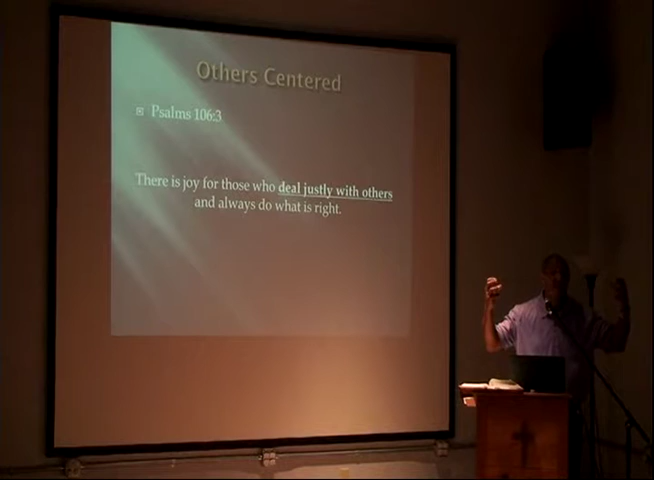 Others Centered
Psalms 106:3
There is joy for those who deal justly with others
and always do what is right.